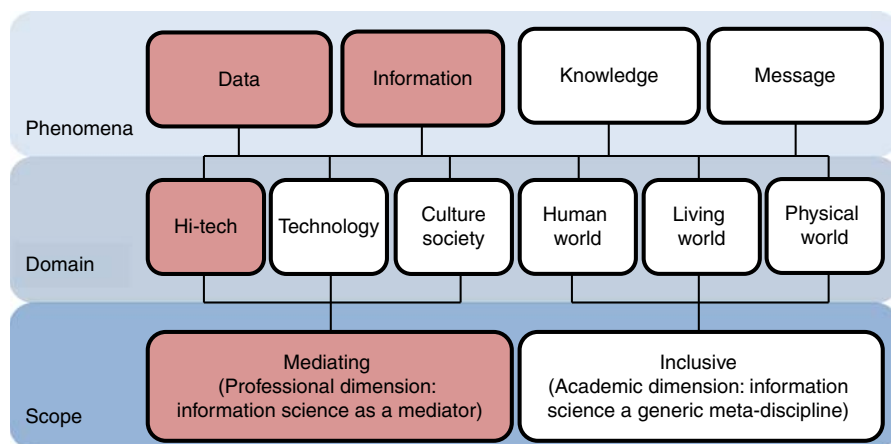 Data
Information
Knowledge
Message
Phenomena
Hi-tech
Technology
Culture
society
Human
world
Living
world
Physical
world
Domain
Mediating
(Professional dimension:
information science as a mediator)
Inclusive
(Academic dimension: information
science a generic meta-discipline)
Scope